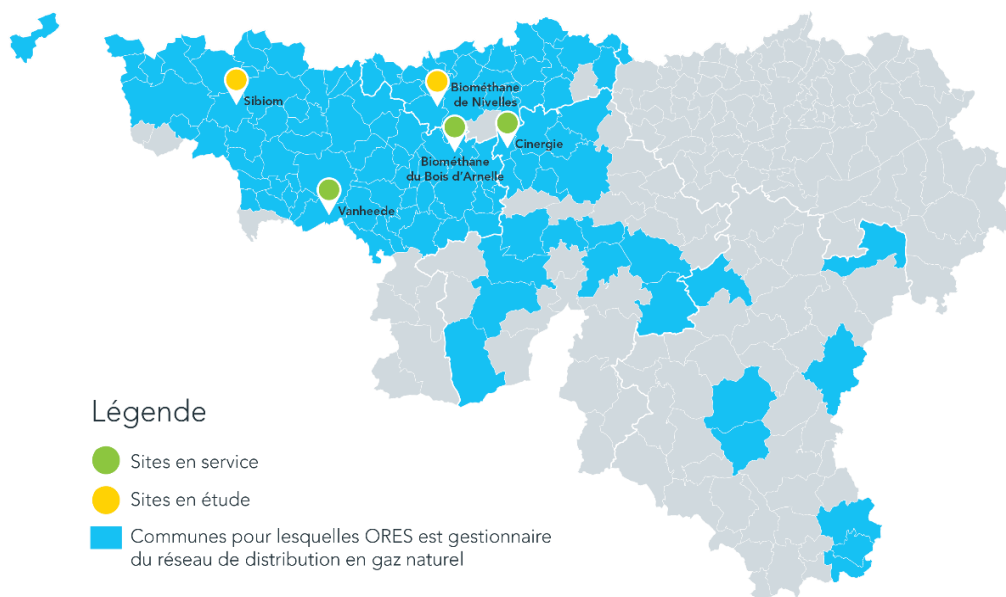 Sibiom
Biométhane
de Nivelles
Cinergie
Biométhane
du Bois d'Arnelle
Vanheede
Légende
Sites en service
Sites en étude
Communes pour lesquelles ORES est gestionnaire
du réseau de distribution en gaz naturel